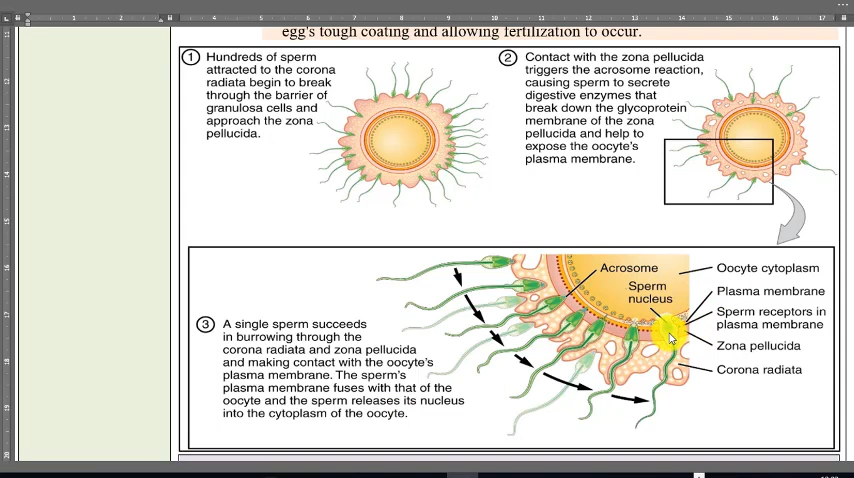 egg's tough coating and allowing fertilization to occur.
1 Hundreds of sperm
attracted to the corona
radiata begin to break
through the barrier of
granulosa cells and
approach the zona
pellucida.
2 Contact with the zona pellucida
triggers the acrosome reaction,
causing sperm to secrete
digestive enzymes that
break down the glycoprotein
membrane of the zona
pellucida and help to
expose the oocyte's
plasma membrane.
3 A single sperm succeeds
in burrowing through the
corona radiata and zona pellucida
and making contact with the oocyte's
plasma membrane. The sperm's
plasma membrane fuses with that of the
oocyte and the sperm releases its nucleus
into the cytoplasm of the oocyte.
Acrosome
Sperm
nucleus
Oocyte cytoplasm
Plasma membrane
Sperm receptors in
plasma membrane
Zona pellucida
Corona radiata